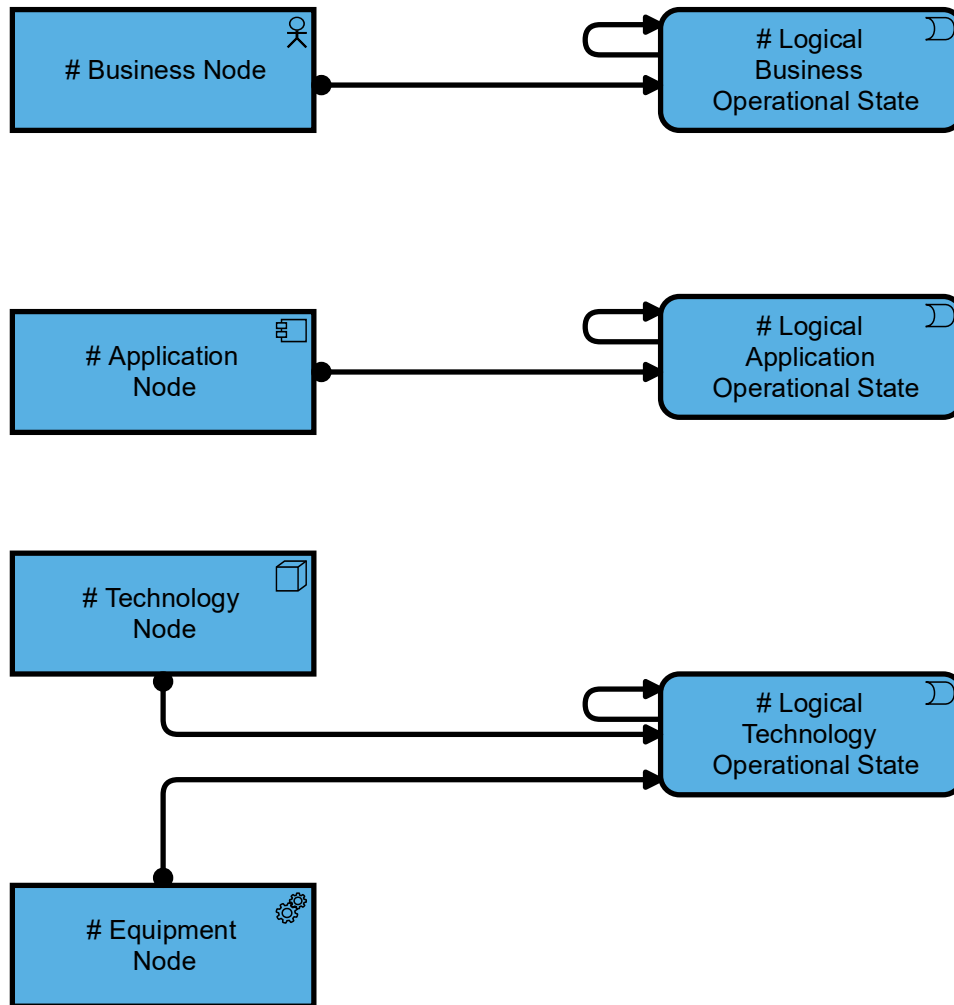 # Business Node
# Logical
Business
Operational State
# Application
Node
# Logical
Application
Operational State
# Technology
Node
# Logical
Technology
Operational State
# Equipment
Node